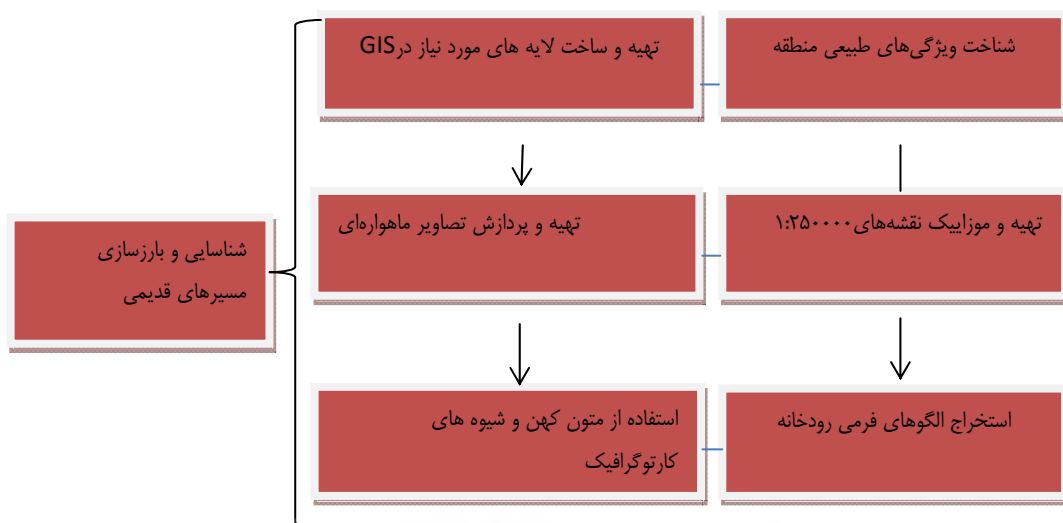 شناخت ویژگی‌های طبیعی منطقه
تهیه و ساخت لایه های مورد نیاز درGIS
تهیه و موزاییک نقشه‌های۱:۲۵۰۰۰۰
تهیه و پردازش تصاویر ماهواره‌ای
شناسایی و بارزسازی
مسیرهای قدیمی
استخراج الگوهای فرمی رودخانه
استفاده از متون کهن و شیوه های
کارتوگرافیک